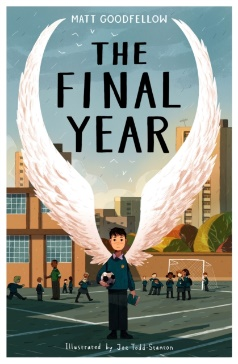 MATT GOODFELLOW
THE
FINAL
YEAR
Illustrated by Joe Todd Stanton